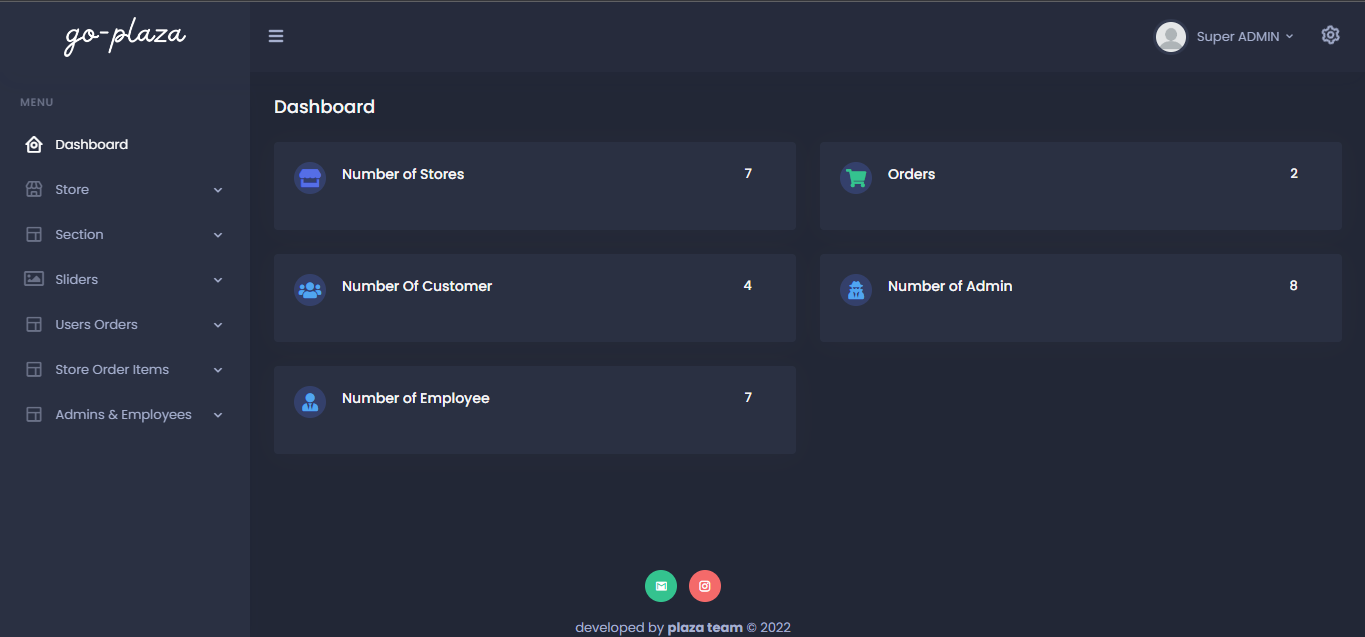 go-plaza
Super ADMIN
MENU
Dashboard
Store
Section
Sliders
Users Orders
Store Order Items
Admins & Employees
Dashboard
Number of Stores 7
Orders 2
Number Of Customer 4
Number of Admin 8
Number of Employee 7
developed by plaza team © 2022